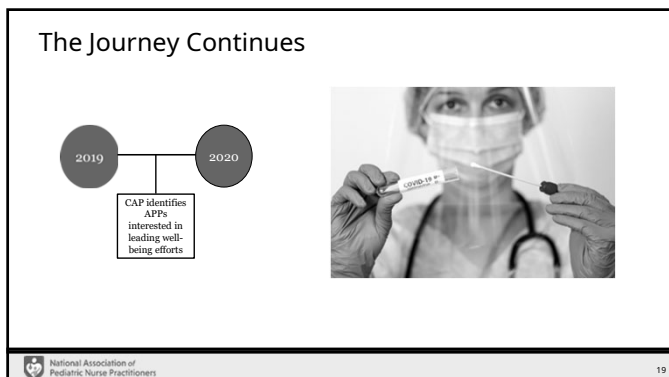 The Journey Continues
2019
2020
CAP identifies
APPs
interested in
leading well-
being efforts
COVID-19
National Association of
Pediatric Nurse Practitioners
19